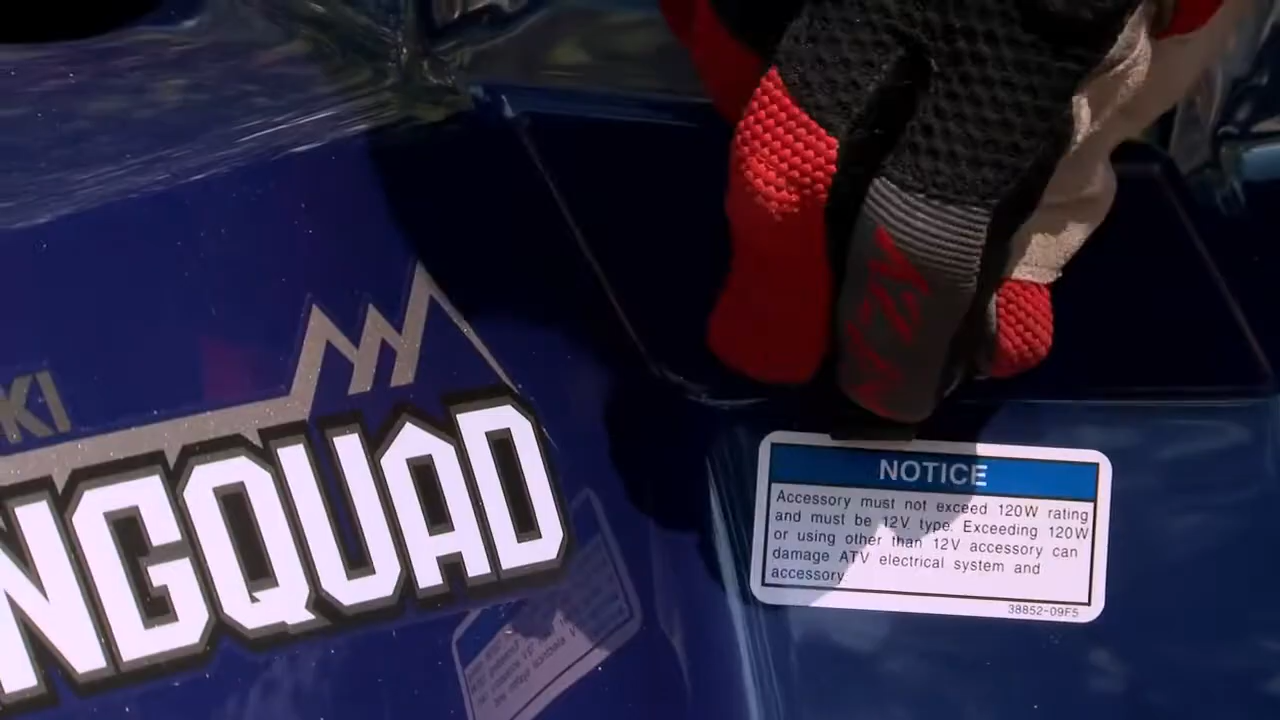 KI
NGQUAD
NOTICE
Accessory must not exceed 120W rating
and must be 12V type. Exceeding 120W
or using other than 12V accessory can
damage ATV electrical system and
accessory.
38852-09F5